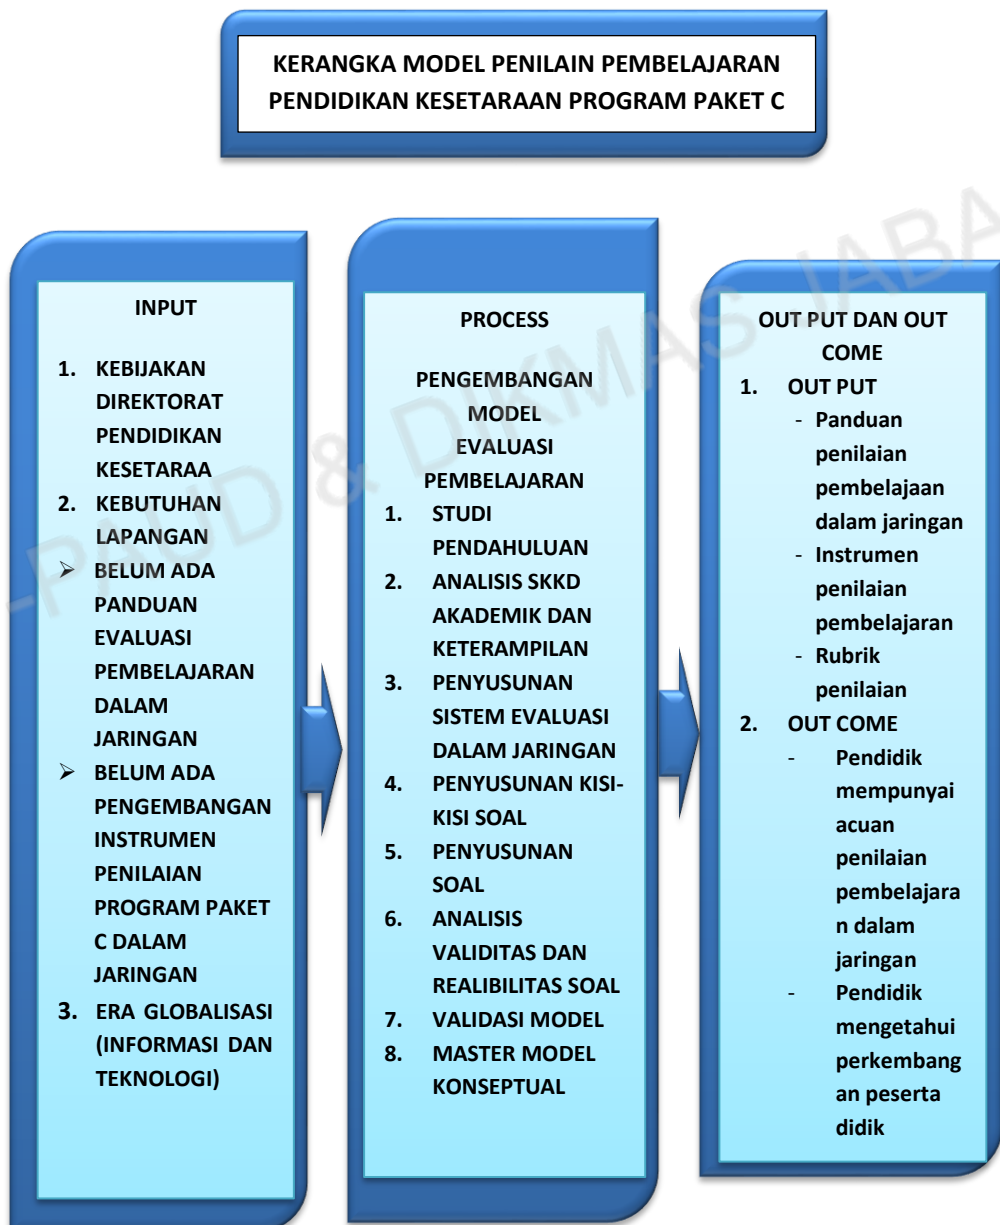 KERANGKA MODEL PENILAIN PEMBELAJARAN
PENDIDIKAN KESETARAAN PROGRAM PAKET C
INPUT
1. KEBIJAKAN
DIREKTORAT
PENDIDIKAN
KESETARAA
2. KEBUTUHAN
LAPANGAN
➢ BELUM ADA
PANDUAN
EVALUASI
PEMBELAJARAN
DALAM
JARINGAN
➢ BELUM ADA
PENGEMBANGAN
INSTRUMEN
PENILAIAN
PROGRAM PAKET
C DALAM
JARINGAN
3. ERA GLOBALISASI
(INFORMASI DAN
TEKNOLOGI)
PROCESS
PENGEMBANGAN
MODEL
EVALUASI
PEMBELAJARAN
1. STUDI
PENDAHULUAN
2. ANALISIS SKKD
AKADEMIK DAN
KETERAMPILAN
3. PENYUSUNAN
SISTEM EVALUASI
DALAM JARINGAN
4. PENYUSUNAN KISI-
KISI SOAL
5. PENYUSUNAN
SOAL
6. ANALISIS
VALIDITAS DAN
REALIBILITAS SOAL
7. VALIDASI MODEL
8. MASTER MODEL
KONSEPTUAL
OUT PUT DAN OUT
COME
1. OUT PUT
- Panduan
penilaian
pembelajaan
dalam jaringan
- Instrumen
penilaian
pembelajaran
- Rubrik
penilaian
2. OUT COME
- Pendidik
mempunyai
acuan
penilaian
pembelajara
n dalam
jaringan
- Pendidik
mengetahui
perkembang
an peserta
didik
-PAUD & DIKMAS JABA